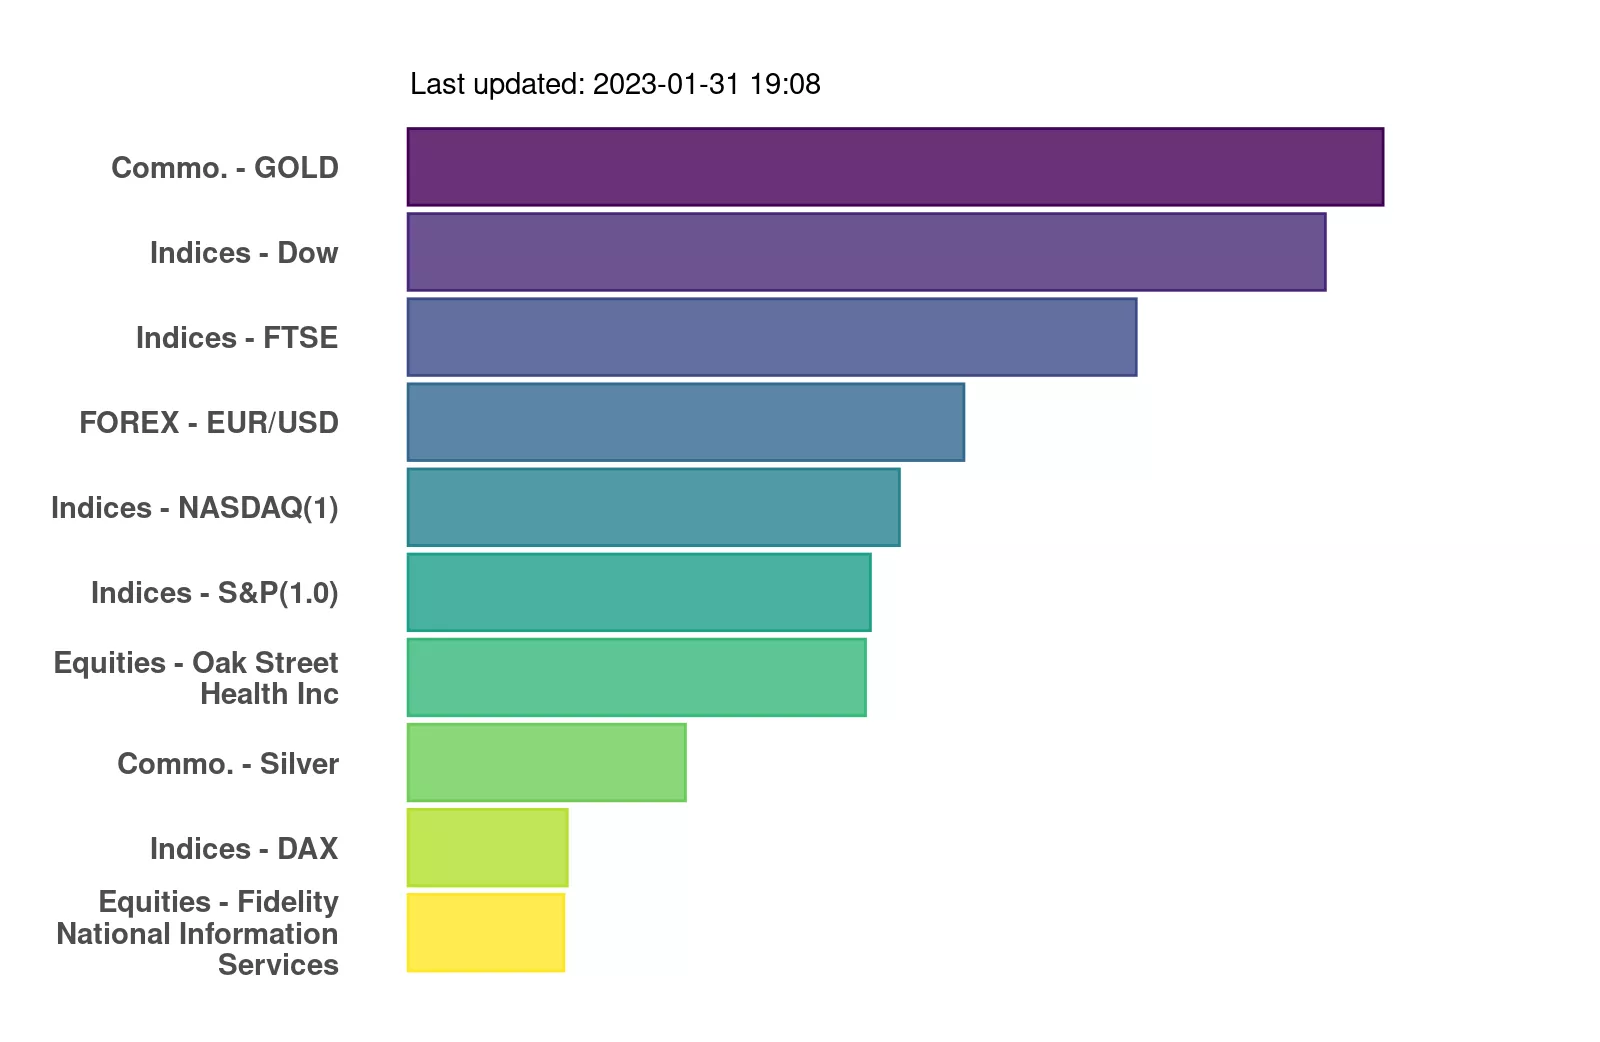 Last updated: 2023-01-31 19:08
Commo. - GOLD
Indices - Dow
Indices - FTSE
FOREX - EUR/USD
Indices - NASDAQ(1)
Indices - S&P(1.0)
Equities - Oak Street
Health Inc
Commo. - Silver
Indices - DAX
Equities - Fidelity
National Information
Services